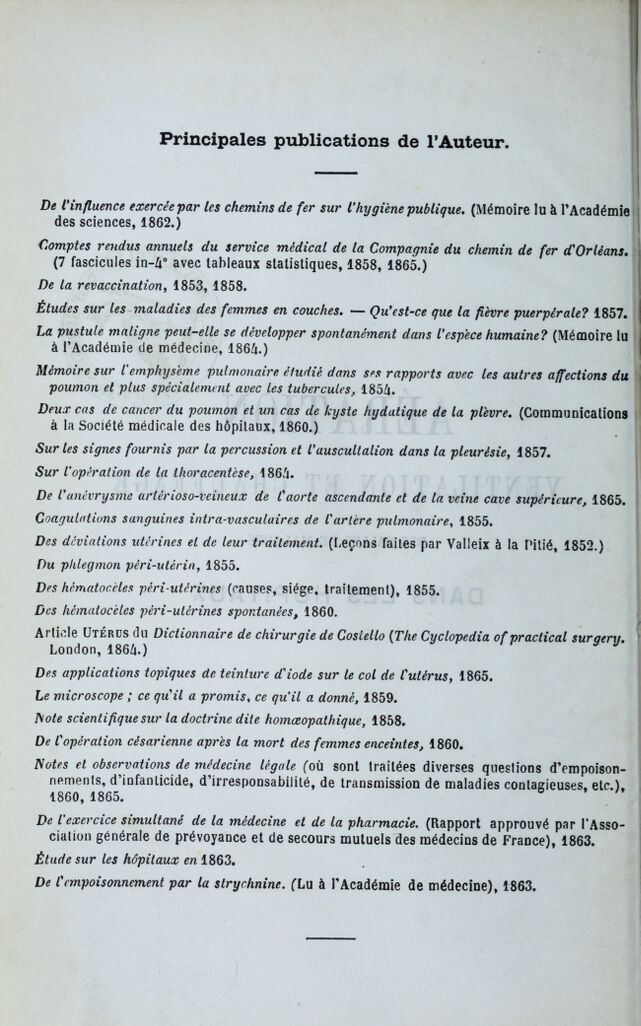 Principales publications de l'Auteur.
De l'influence exercée par les chemins de fer sur l'hygiène publique. (Mémoire lu à l'Académie
des sciences, 1862.)
Comptes rendus annuels du service médical de la Compagnie du chemin de fer d'Orléans.
(7 fascicules in-4° avec tableaux statistiques, 1858, 1865.)
De la revaccination, 1853, 1858.
Études sur les maladies des femmes en couches. — Qu'est-ce que la fièvre puerpérale? 1857.
La pustule maligne peut-elle se développer spontanément dans l'espèce humaine? (Mémoire lu
à l'Académie de médecine, 1864.)
Mémoire sur l'emphysème pulmonaire étudié dans ses rapports avec les autres affections du
poumon et plus spécialement avec les tubercules, 1854.
Deux cas de cancer du poumon et un cas de kyste hydatique de la plèvre. (Communications
à la Société médicale des hôpitaux, 1860.)
Sur les signes fournis par la percussion et l'auscultation dans la pleurésie, 1857.
Sur l'opération de la thoracentèse, 1864.
De l'anévrysme artérioso-veineux de l'aorte ascendante et de la veine cave supérieure, 1865.
Coagulations sanguines intra-vasculaires de l'artère pulmonaire, 1855.
Des déviations utérines et de leur traitement. (Leçons faites par Valleix à la Pitié, 1852.)
Du phlegmon péri-utérin, 1855.
Des hématocèles péri-utérines (causes, siége, traitement), 1855.
Des hématocèles péri-utérines spontanées, 1860.
Article UTÉRUS du Dictionnaire de chirurgie de Costello (The Cyclopedia of practical surgery.
London, 1864.)
Des applications topiques de teinture d'iode sur le col de l'utérus, 1865.
Le microscope ; ce qu'il a promis, ce qu'il a donné, 1859.
Note scientifique sur la doctrine dite homœopathique, 1858.
De l'opération césarienne après la mort des femmes enceintes, 1860.
Notes et observations de médecine légale (où sont traitées diverses questions d'empoison-
nements, d'infanticide, d'irresponsabilité, de transmission de maladies contagieuses, etc.),
1860, 1865.
De l'exercice simultané de la médecine et de la pharmacie. (Rapport approuvé par l'Asso-
ciation générale de prévoyance et de secours mutuels des médecins de France), 1863.
Étude sur les hôpitaux en 1863.
De l'empoisonnement par la strychnine. (Lu à l'Académie de médecine), 1863.